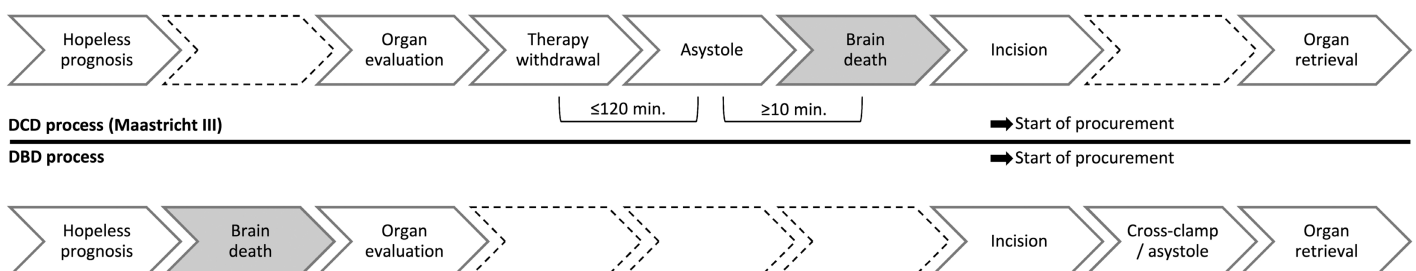 Hopeless
prognosis
Organ
evaluation
Therapy
withdrawal
Asystole
Brain
death
Incision
Organ
retrieval
≤120 min.
≥10 min.
DCD process (Maastricht III)
➡Start of procurement
DBD process
➡Start of procurement
Hopeless
prognosis
Brain
death
Organ
evaluation
Incision
Cross-clamp
/ asystole
Organ
retrieval